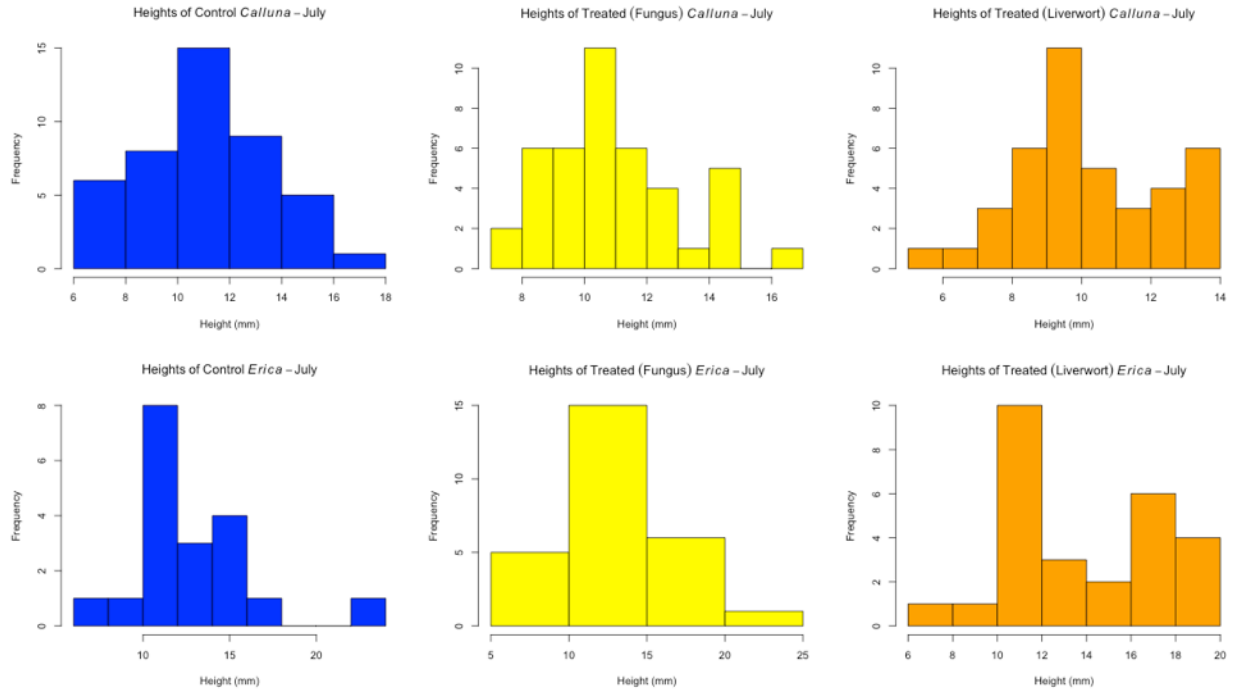 Heights of Control Calluna – July
Heights of Treated (Fungus) Calluna – July
Heights of Treated (Liverwort) Calluna – July
Frequency
0 5 10 15
6 8 10 12 14 16 18
Height (mm)
Frequency
0 2 4 6 8 10
8 10 12 14 16
Height (mm)
Frequency
0 2 4 6 8 10
6 8 10 12 14
Height (mm)
Heights of Control Erica – July
Heights of Treated (Fungus) Erica – July
Heights of Treated (Liverwort) Erica – July
Frequency
0 2 4 6 8
10 15 20
Height (mm)
Frequency
0 5 10 15
5 10 15 20 25
Height (mm)
Frequency
0 2 4 6 8 10
6 8 10 12 14 16 18 20
Height (mm)